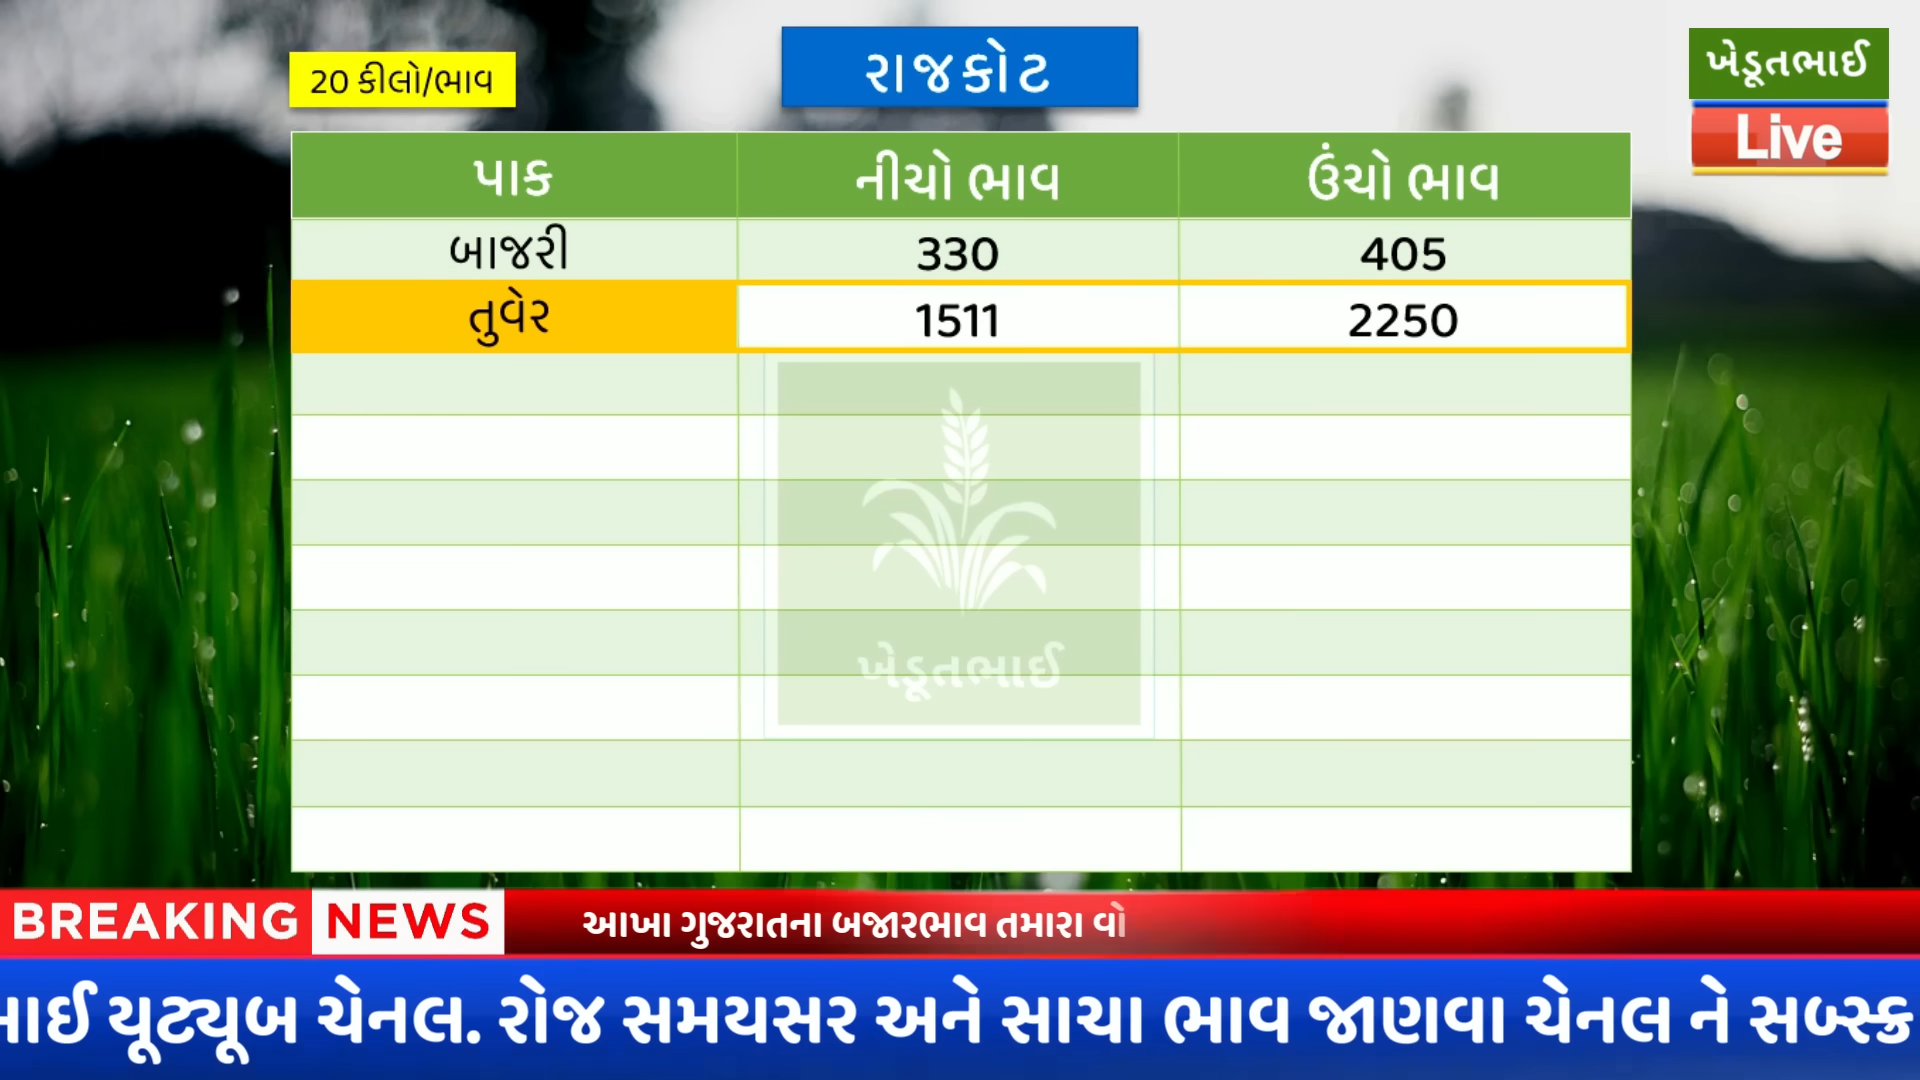 20 કીલો/ભાવ
રાજકોટ
ખેડૂતભાઈ
Live
પાક નીચો ભાવ ઉંચો ભાવ
બાજરી 330 405
તુવેર 1511 2250
ખેડૂતભાઈ
BREAKING NEWS
આખા ગુજરાતના બજારભાવ તમારા વો
યૂટ્યૂબ ચેનલ. રોજ સમયસર અને સાચા ભાવ જાણવા ચેનલ ને